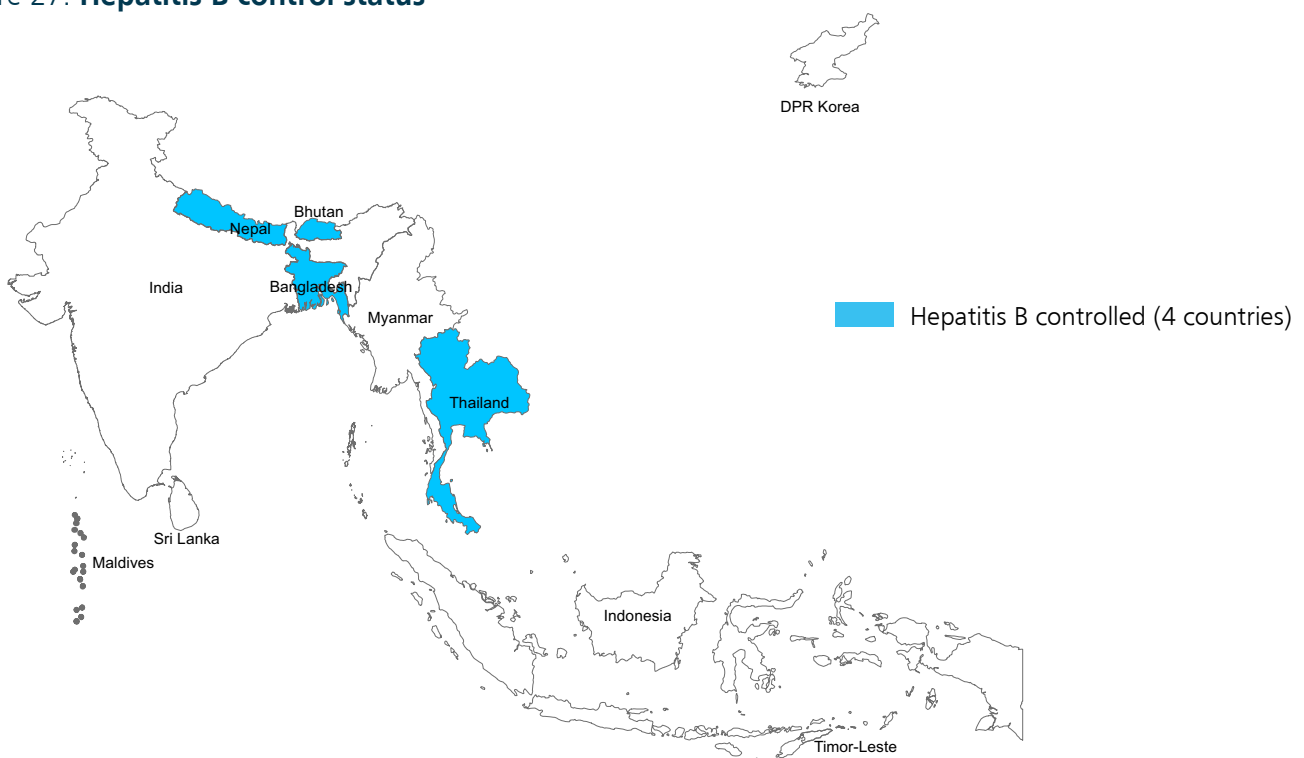 27. Hepatitis B control status
DPR Korea
Bhutan
Nepal
India
Bangladesh
Myanmar
Hepatitis B controlled (4 countries)
Thailand
Sri Lanka
Maldives
Indonesia
Timor-Leste